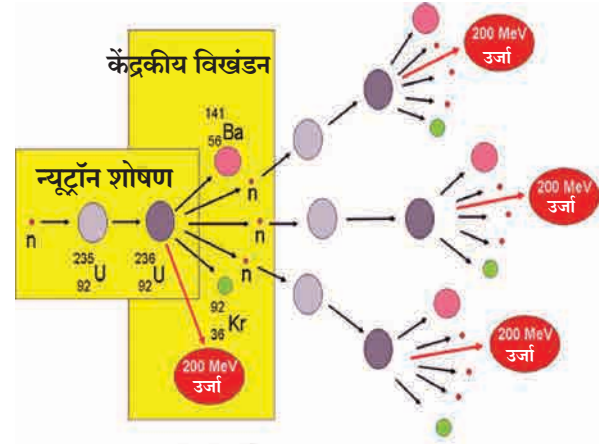 केंद्रकीय विखंडन
न्यूट्रॉन शोषण
n
235
92
U
236
92
U
141
56
Ba
n
n
n
92
36
Kr
200 MeV
उर्जा
200 MeV
उर्जा
200 MeV
उर्जा
200 MeV
उर्जा